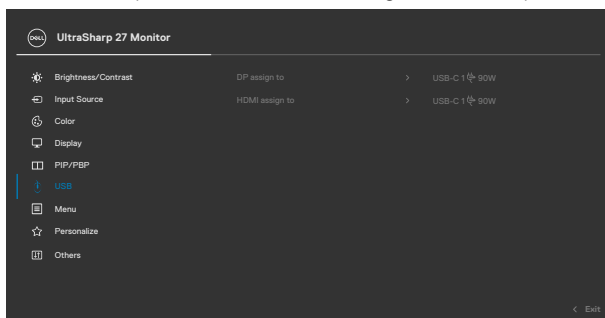 DELL UltraSharp 27 Monitor
Brightness/Contrast DP assign to > USB-C 1 90W
Input Source HDMI assign to > USB-C 1 90W
Color
Display
PIP/PBP
USB
Menu
Personalize
Others
< Exit